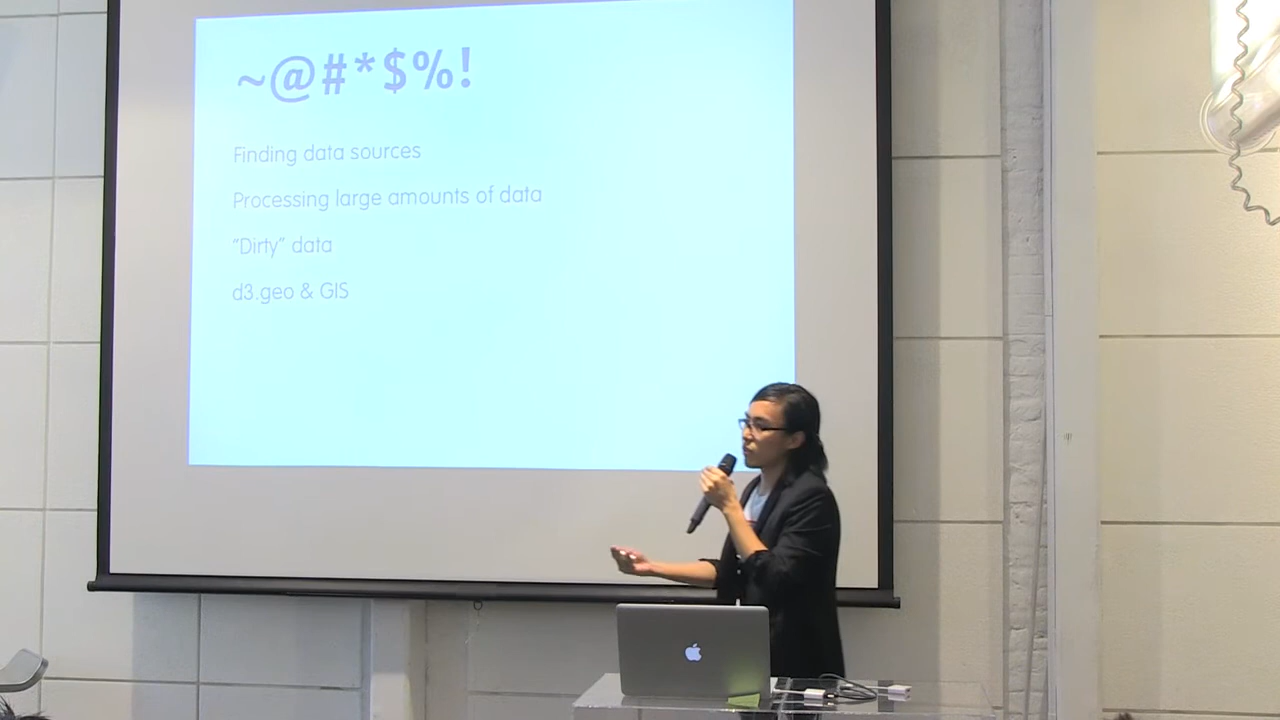 ~@#*$%!
Finding data sources
Processing large amounts of data
“Dirty” data
d3.geo & GIS